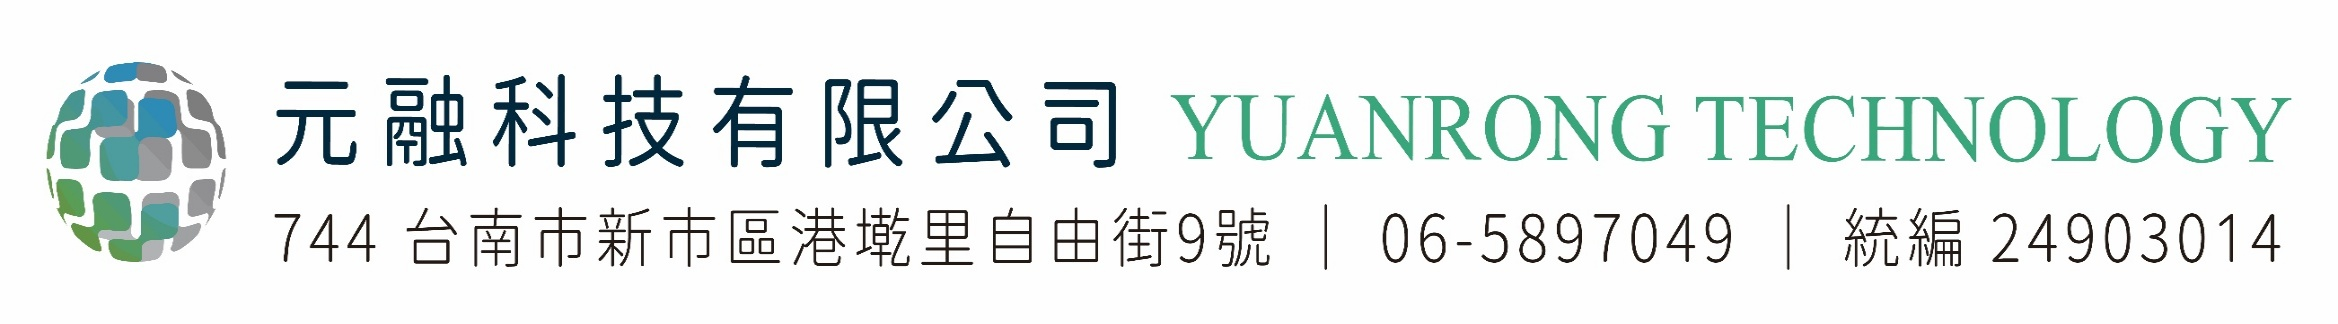 元融科技有限公司 YUANRONG TECHNOLOGY
744 台南市新市區港墘里自由街9號｜06-5897049｜統編 24903014